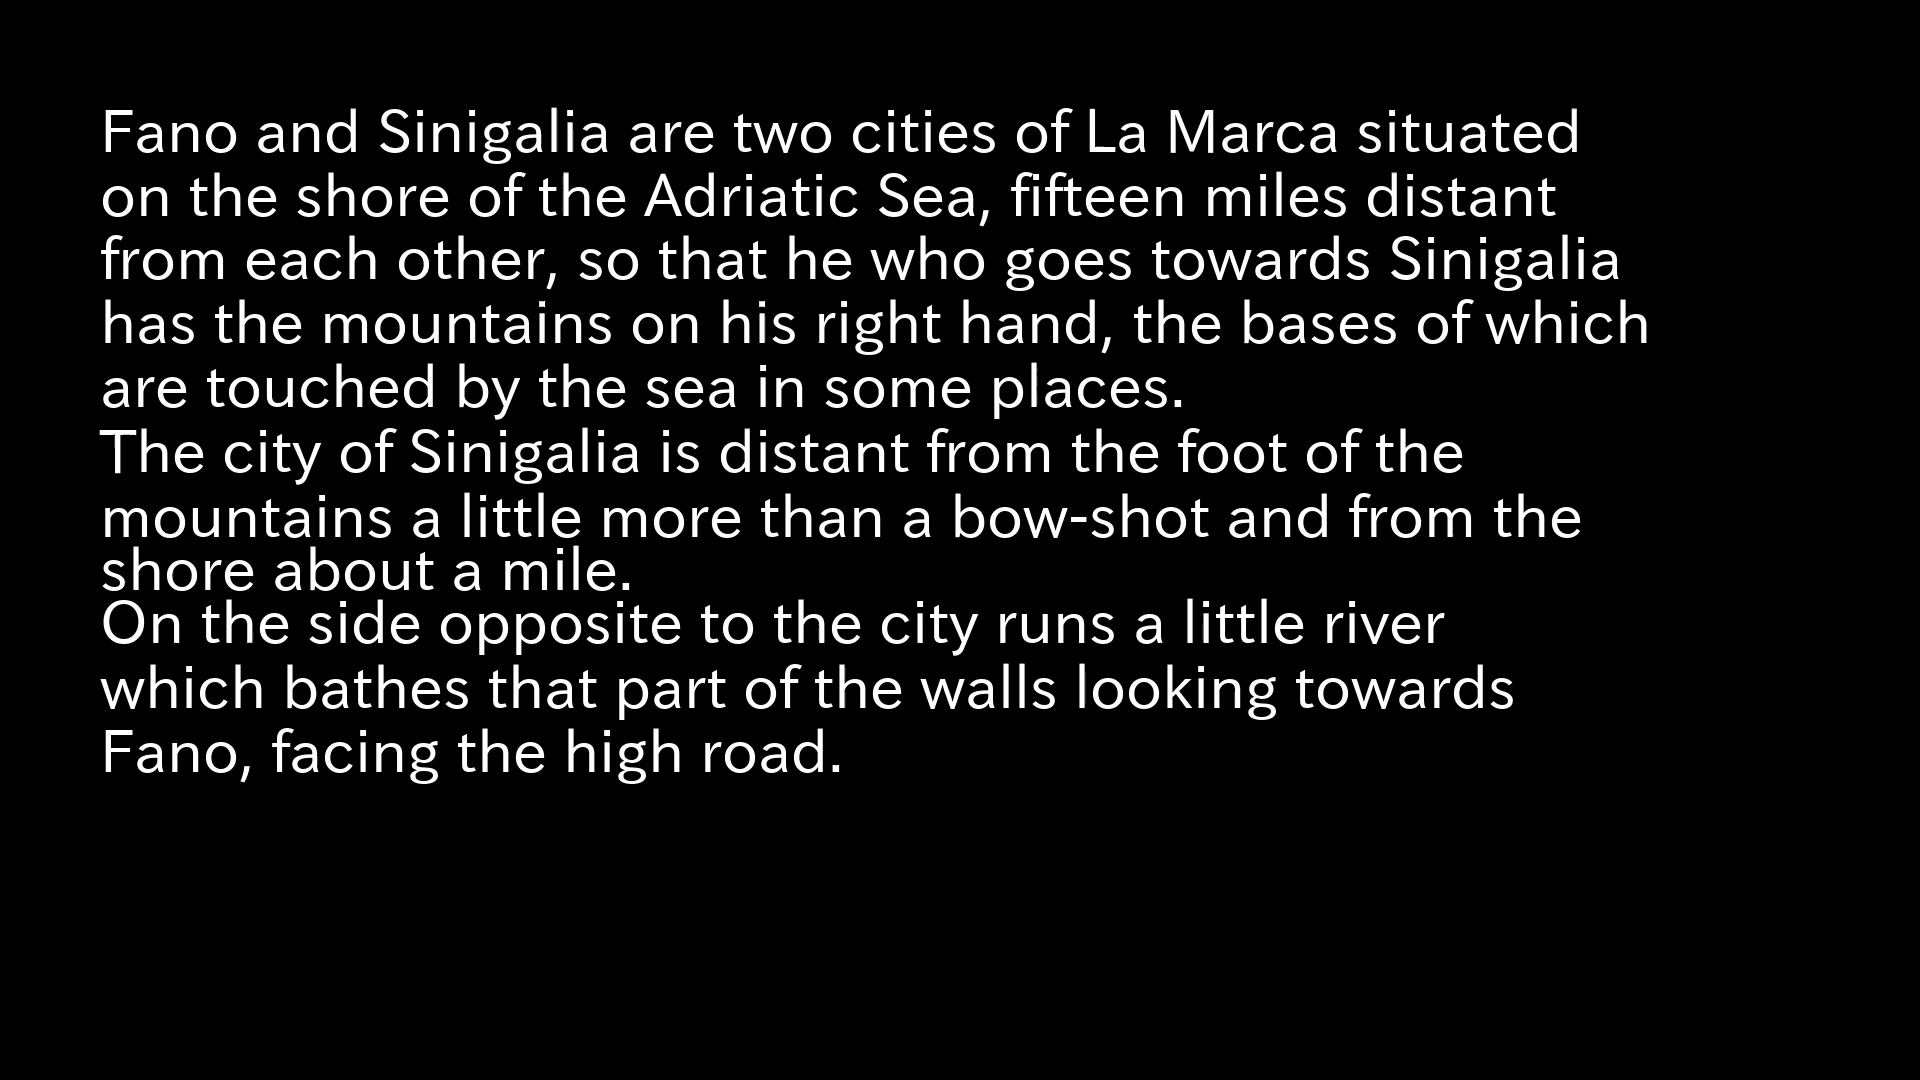 Fano and Sinigalia are two cities of La Marca situated
on the shore of the Adriatic Sea, fifteen miles distant
from each other, so that he who goes towards Sinigalia
has the mountains on his right hand, the bases of which
are touched by the sea in some places.
The city of Sinigalia is distant from the foot of the
mountains a little more than a bow-shot and from the
shore about a mile.
On the side opposite to the city runs a little river
which bathes that part of the walls looking towards
Fano, facing the high road.